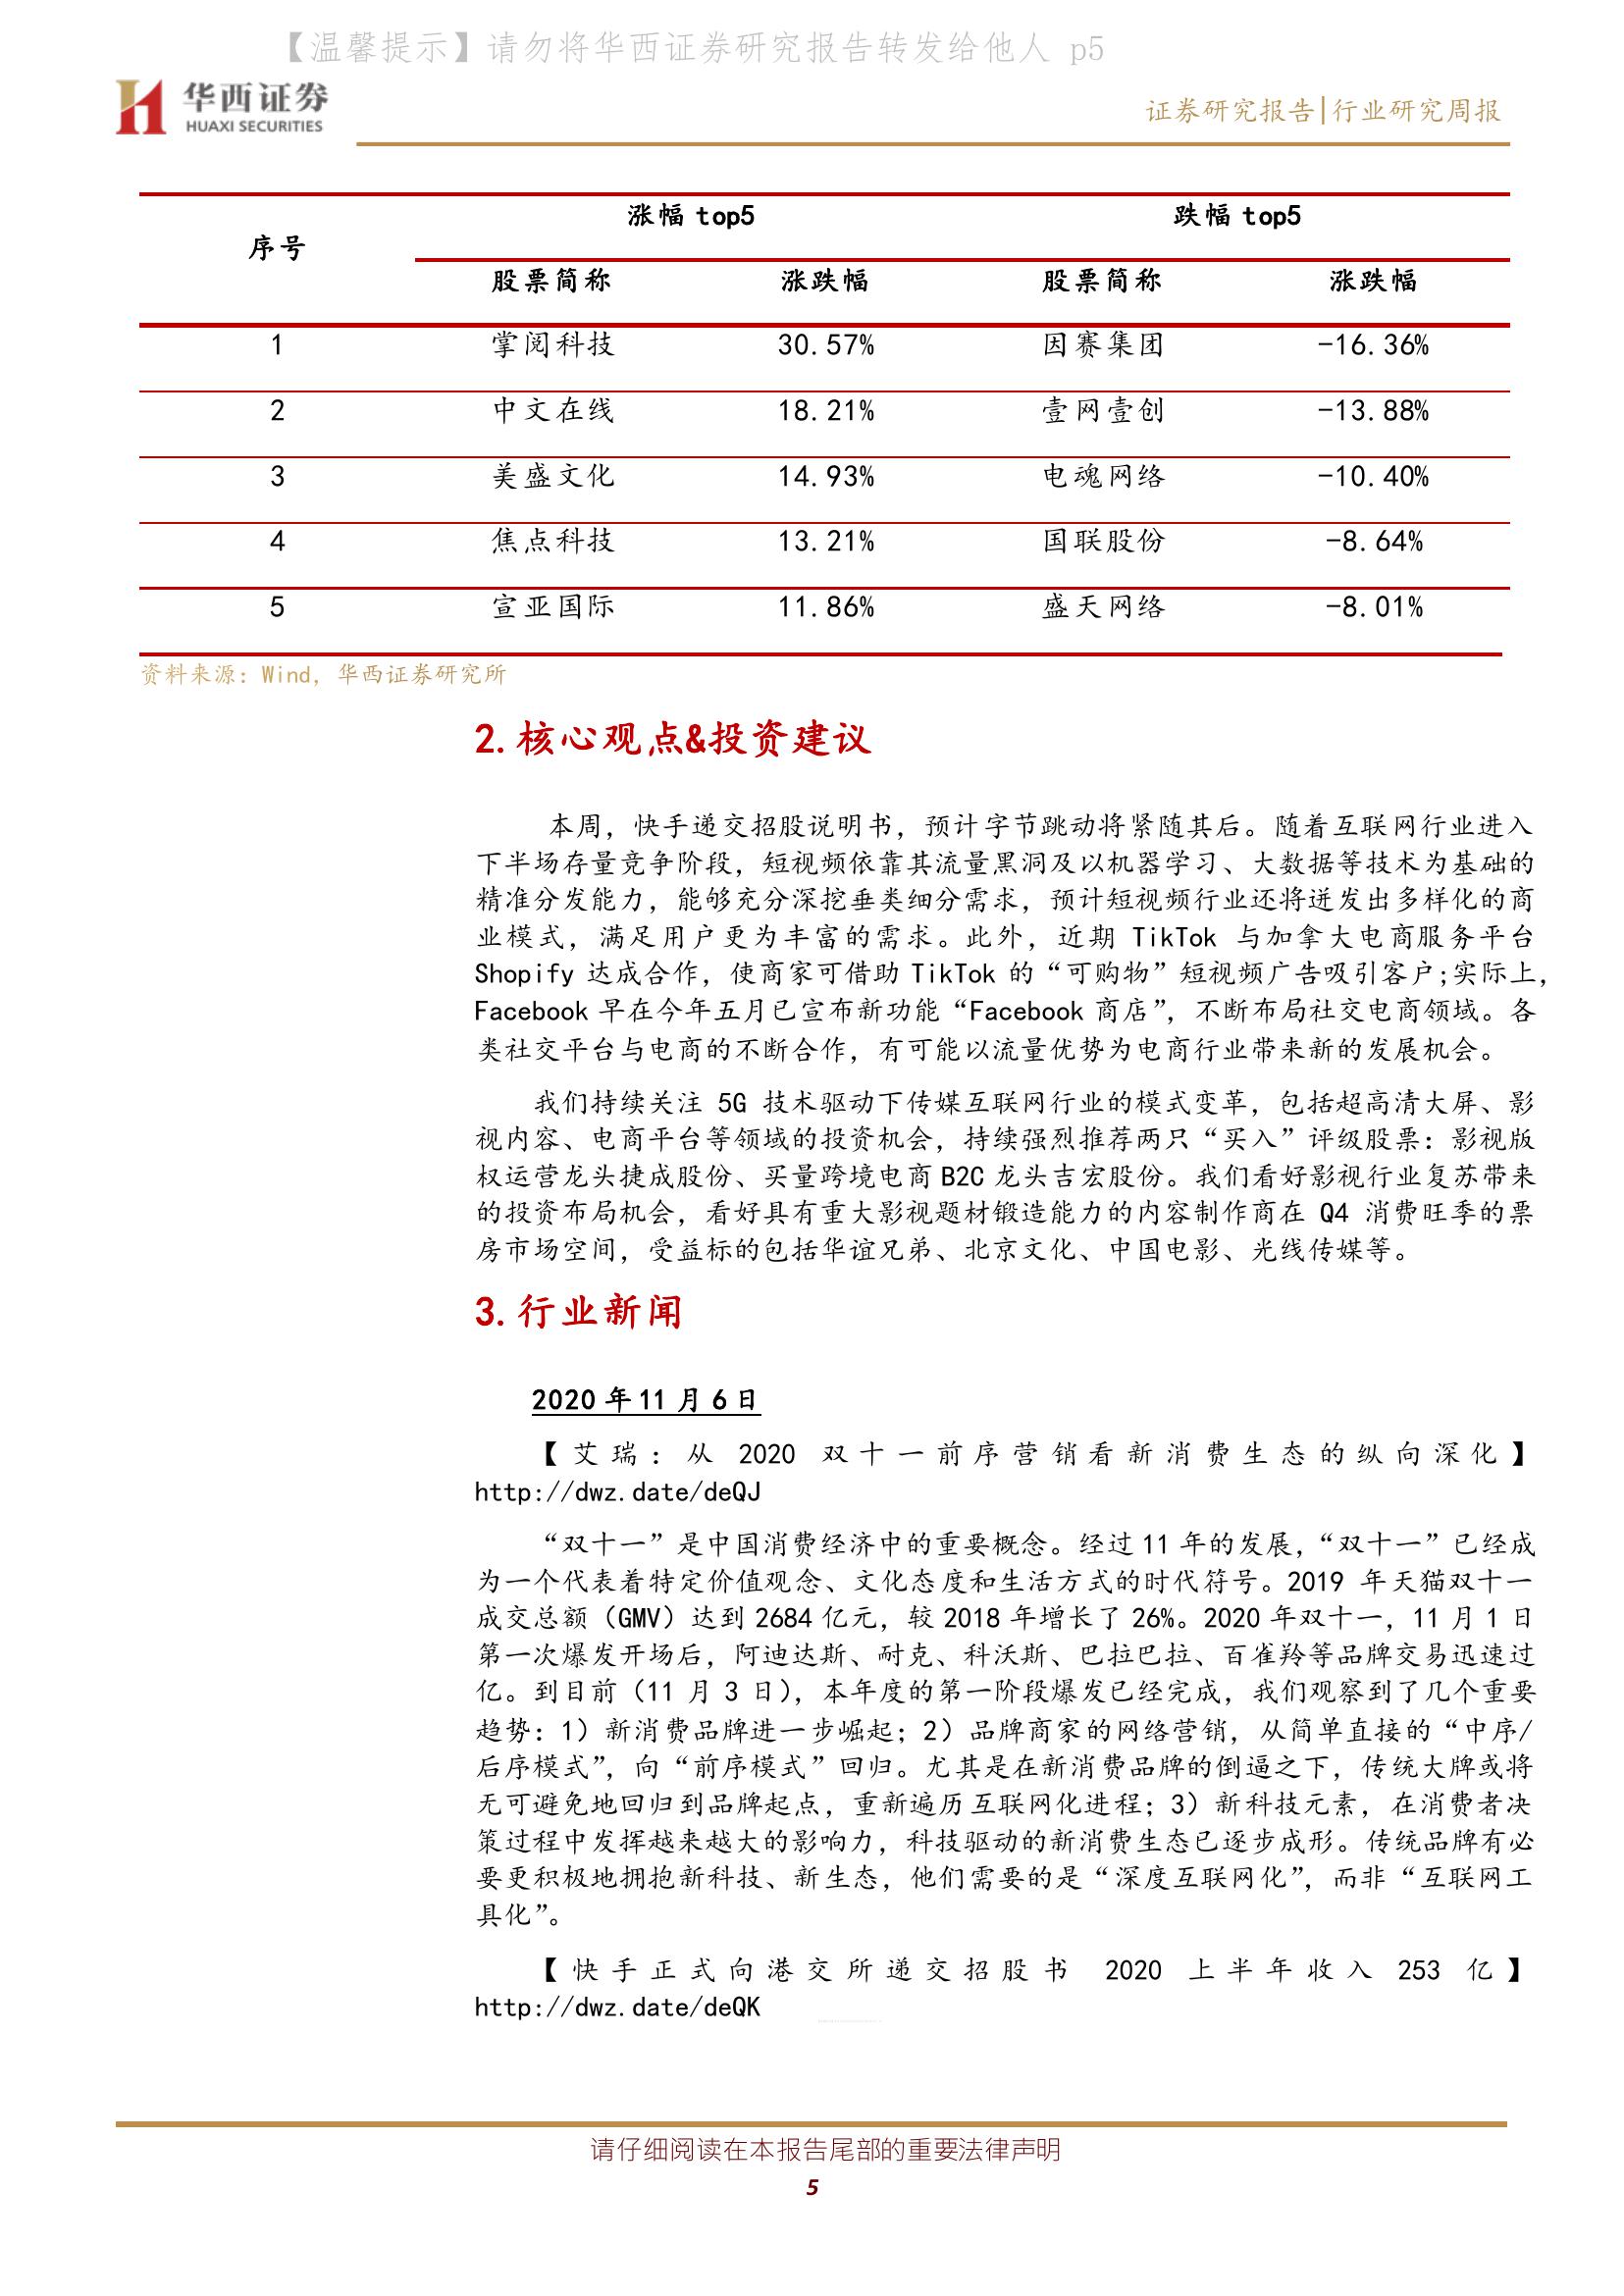 【温馨提示】请勿将华西证券研究报告转发给他人 p5
华西证券
HUAXI SECURITIES
证券研究报告|行业研究周报
序号 涨幅 top5 跌幅 top5
股票简称 涨跌幅 股票简称 涨跌幅
1 掌阅科技 30.57% 因赛集团 -16.36%
2 中文在线 18.21% 壹网壹创 -13.88%
3 美盛文化 14.93% 电魂网络 -10.40%
4 焦点科技 13.21% 国联股份 -8.64%
5 宣亚国际 11.86% 盛天网络 -8.01%
资料来源：Wind，华西证券研究所
2.核心观点&投资建议
本周，快手递交招股说明书，预计字节跳动将紧随其后。随着互联网行业进入
下半场存量竞争阶段，短视频依靠其流量黑洞及以机器学习、大数据等技术为基础的
精准分发能力，能够充分深挖垂类细分需求，预计短视频行业还将迸发出多样化的商
业模式，满足用户更为丰富的需求。此外，近期 TikTok 与加拿大电商服务平台
Shopify 达成合作，使商家可借助 TikTok 的“可购物”短视频广告吸引客户;实际上，
Facebook 早在今年五月已宣布新功能“Facebook 商店”，不断布局社交电商领域。各
类社交平台与电商的不断合作，有可能以流量优势为电商行业带来新的发展机会。
我们持续关注 5G 技术驱动下传媒互联网行业的模式变革，包括超高清大屏、影
视内容、电商平台等领域的投资机会，持续强烈推荐两只“买入”评级股票：影视版
权运营龙头捷成股份、买量跨境电商 B2C 龙头吉宏股份。我们看好影视行业复苏带来
的投资布局机会，看好具有重大影视题材锻造能力的内容制作商在 Q4 消费旺季的票
房市场空间，受益标的包括华谊兄弟、北京文化、中国电影、光线传媒等。
3.行业新闻
2020 年 11 月 6 日
【艾瑞：从 2020 双十一前序营销看新消费生态的纵向深化】
http://dwz.date/deQJ
“双十一”是中国消费经济中的重要概念。经过 11 年的发展，“双十一”已经成
为一个代表着特定价值观念、文化态度和生活方式的时代符号。2019 年天猫双十一
成交总额（GMV）达到 2684 亿元，较 2018 年增长了 26%。2020 年双十一，11 月 1 日
第一次爆发开场后，阿迪达斯、耐克、科沃斯、巴拉巴拉、百雀羚等品牌交易迅速过
亿。到目前（11 月 3 日），本年度的第一阶段爆发已经完成，我们观察到了几个重要
趋势：1）新消费品牌进一步崛起；2）品牌商家的网络营销，从简单直接的“中序/
后序模式”，向“前序模式”回归。尤其是在新消费品牌的倒逼之下，传统大牌或将
无可避免地回归到品牌起点，重新遍历互联网化进程；3）新科技元素，在消费者决
策过程中发挥越来越大的影响力，科技驱动的新消费生态已逐步成形。传统品牌有必
要更积极地拥抱新科技、新生态，他们需要的是“深度互联网化”，而非“互联网工
具化”。
【快手正式向港交所递交招股书 2020 上半年收入 253 亿】
http://dwz.date/deQK
请仔细阅读在本报告尾部的重要法律声明
5